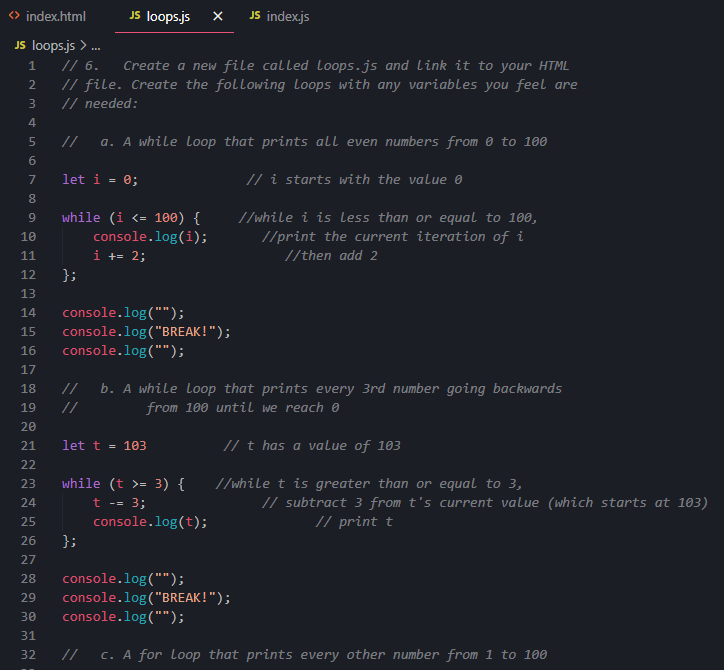 <> index.html JS loops.js × JS index.js
JS loops.js > ...
1 // 6.   Create a new file called loops.js and link it to your HTML
2 // file. Create the following loops with any variables you feel are
3 // needed:
4
5 //   a. A while loop that prints all even numbers from 0 to 100
6
7 let i = 0;              // i starts with the value 0
8
9 while (i <= 100) {     //while i is less than or equal to 100,
10     console.log(i);       //print the current iteration of i
11     i += 2;                  //then add 2
12 };
13
14 console.log("");
15 console.log("BREAK!");
16 console.log("");
17
18 //   b. A while loop that prints every 3rd number going backwards
19 //         from 100 until we reach 0
20
21 let t = 103          // t has a value of 103
22
23 while (t >= 3) {    //while t is greater than or equal to 3,
24     t -= 3;               // subtract 3 from t's current value (which starts at 103)
25     console.log(t);              // print t
26 };
27
28 console.log("");
29 console.log("BREAK!");
30 console.log("");
31
32 //   c. A for loop that prints every other number from 1 to 100